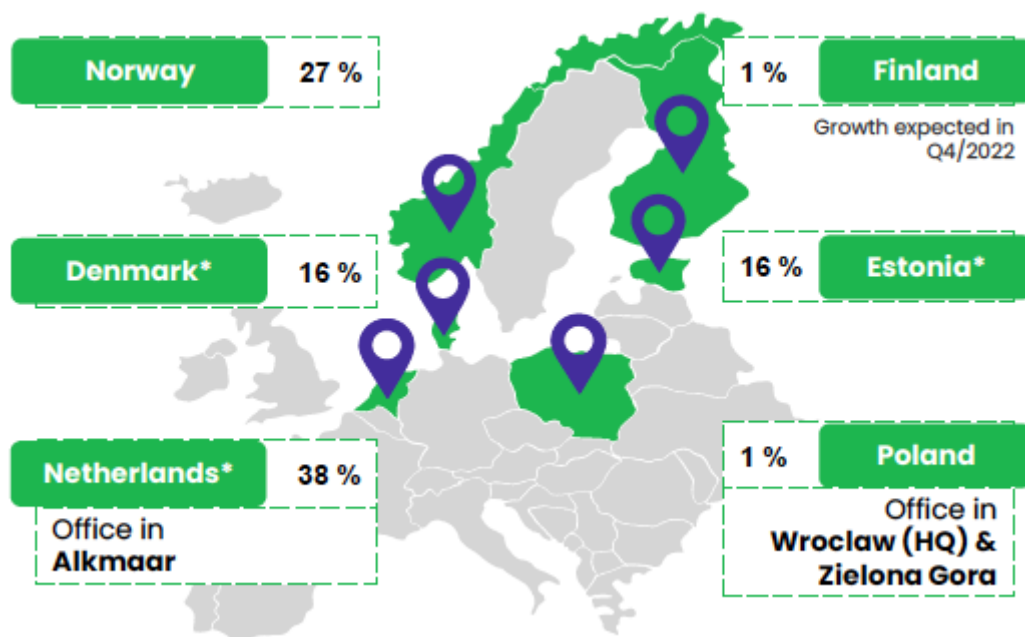 Norway 27 %
1 % Finland
Growth expected in
Q4/2022
Denmark* 16 %
16 % Estonia*
Netherlands* 38 %
Office in
Alkmaar
1 % Poland
Office in
Wroclaw (HQ) &
Zielona Gora